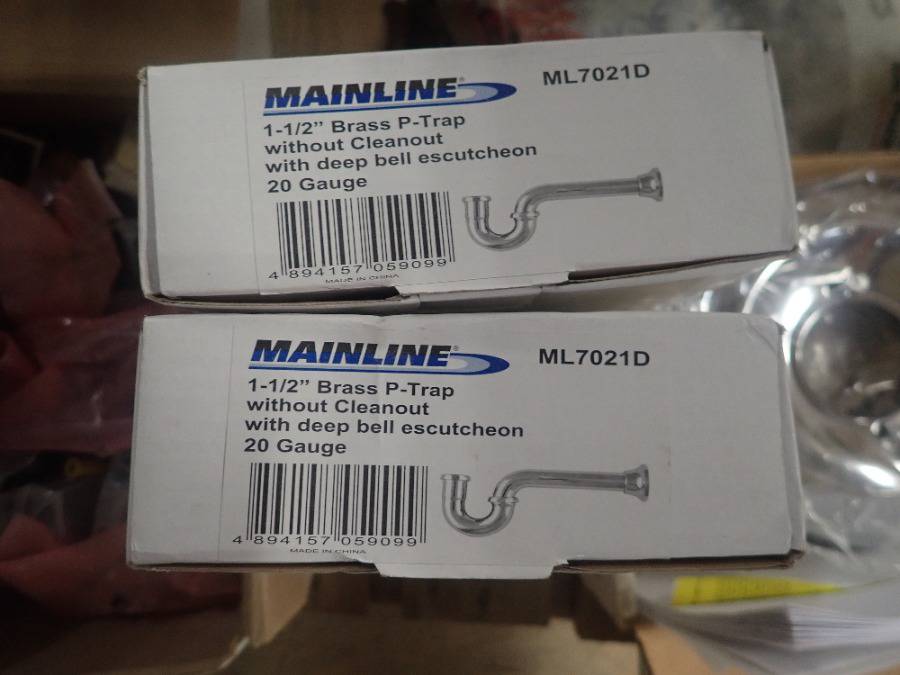 MAINLINE® ML7021D
1-1/2” Brass P-Trap
without Cleanout
with deep bell escutcheon
20 Gauge
4 894157 059099
MADE IN CHINA
MAINLINE® ML7021D
1-1/2” Brass P-Trap
without Cleanout
with deep bell escutcheon
20 Gauge
4 894157 059099
MADE IN CHINA